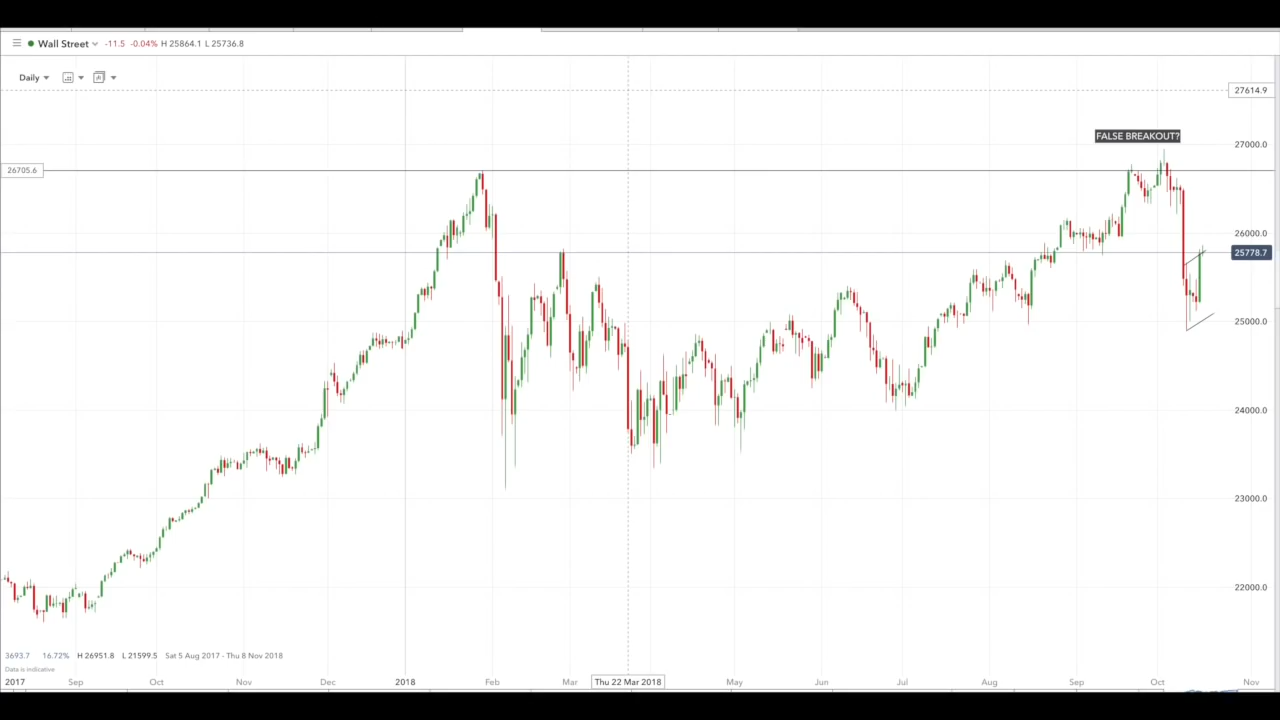 Wall Street -11.5 -0.04% H 25864.1 L 25736.8
Daily
27614.9
FALSE BREAKOUT?
27000.0
26705.6
26000.0
25778.7
25000.0
24000.0
23000.0
22000.0
3693.7 16.72% H 26951.8 L 21599.5 Sat 5 Aug 2017 - Thu 8 Nov 2018
Data is indicative
2017 Sep Oct Nov Dec 2018 Feb Mar Thu 22 Mar 2018 May Jun Jul Aug Sep Oct Nov